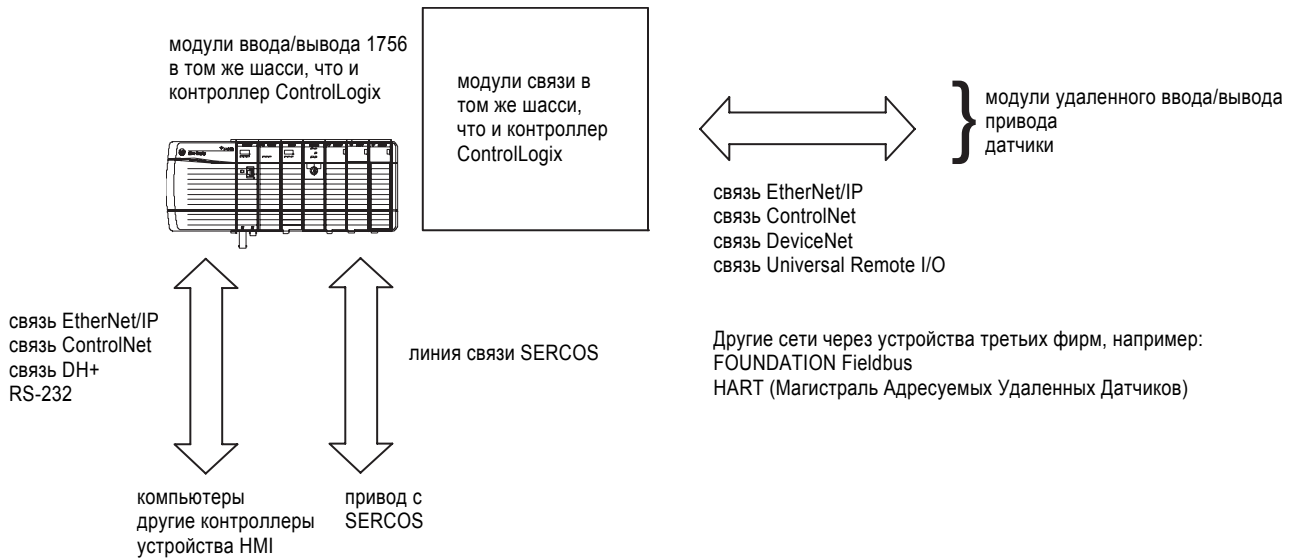 модули ввода/вывода 1756
в том же шасси, что и
контроллер ControlLogix
модули связи в
том же шасси,
что и контроллер
ControlLogix
модули удаленного ввода/вывода
привода
датчики
связь EtherNet/IP
связь ControlNet
связь DeviceNet
связь Universal Remote I/O
связь EtherNet/IP
связь ControlNet
связь DH+
RS-232
линия связи SERCOS
Другие сети через устройства третьих фирм, например:
FOUNDATION Fieldbus
HART (Магистраль Адресуемых Удаленных Датчиков)
компьютеры
другие контроллеры
устройства HMI
привод с
SERCOS